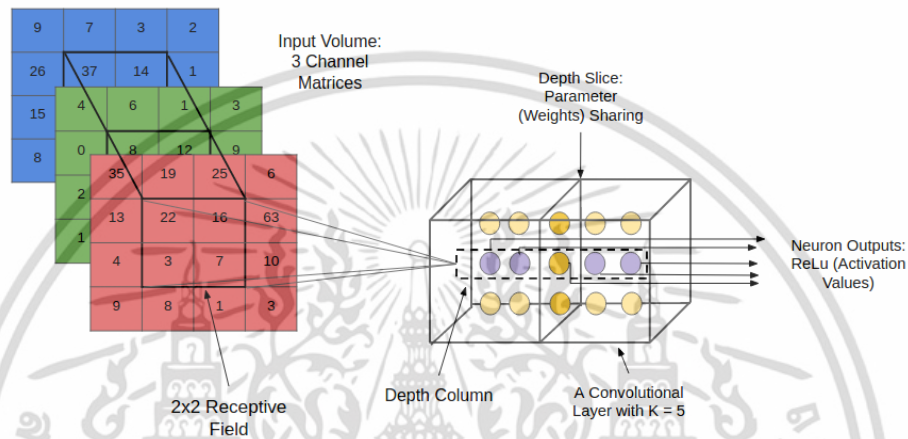 9 7 3 2
26 37 14 1
15
8
4 6 1 3
0 8 12 9
2
1
35 19 25 6
13 22 16 63
4 3 7 10
9 8 1 3
Input Volume:
3 Channel
Matrices
Depth Slice:
Parameter
(Weights) Sharing
Neuron Outputs:
ReLu (Activation
Values)
2x2 Receptive
Field
Depth Column
A Convolutional
Layer with K = 5